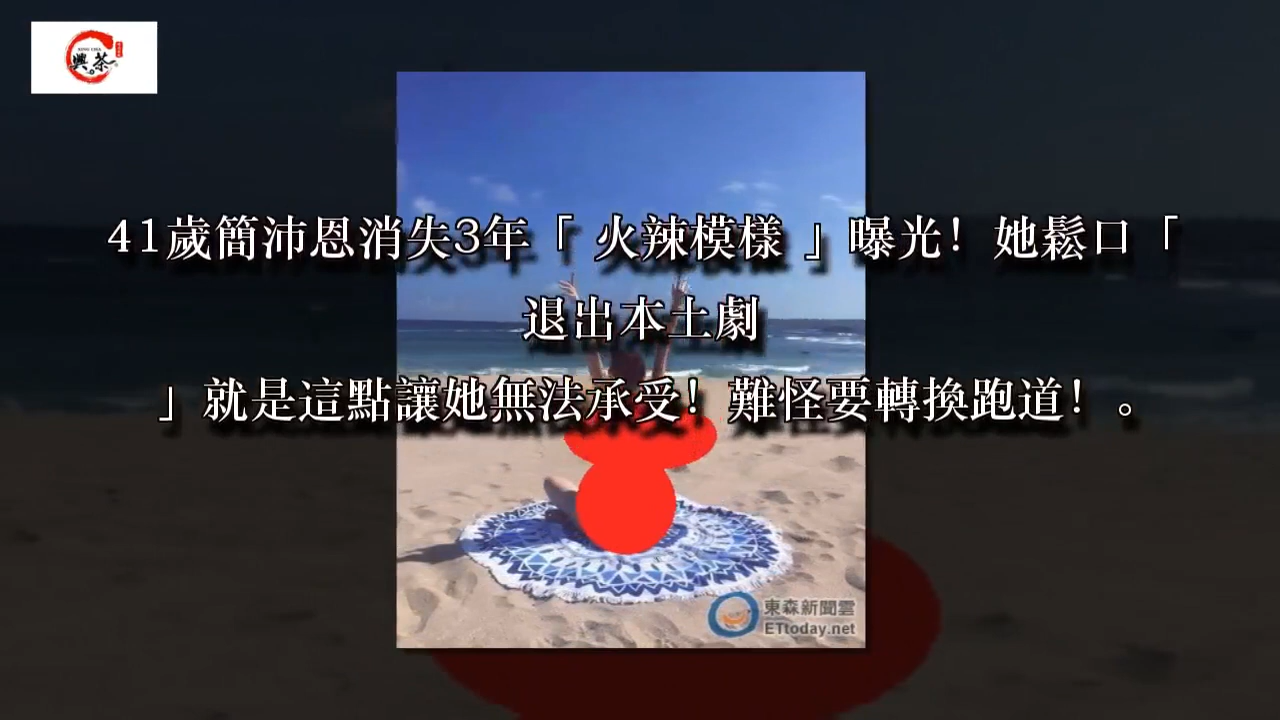 興茶
41歲簡沛恩消失3年「 火辣模樣 」曝光！她鬆口「
退出本土劇
」就是這點讓她無法承受！難怪要轉換跑道！。
東森新聞雲
ETtoday.net